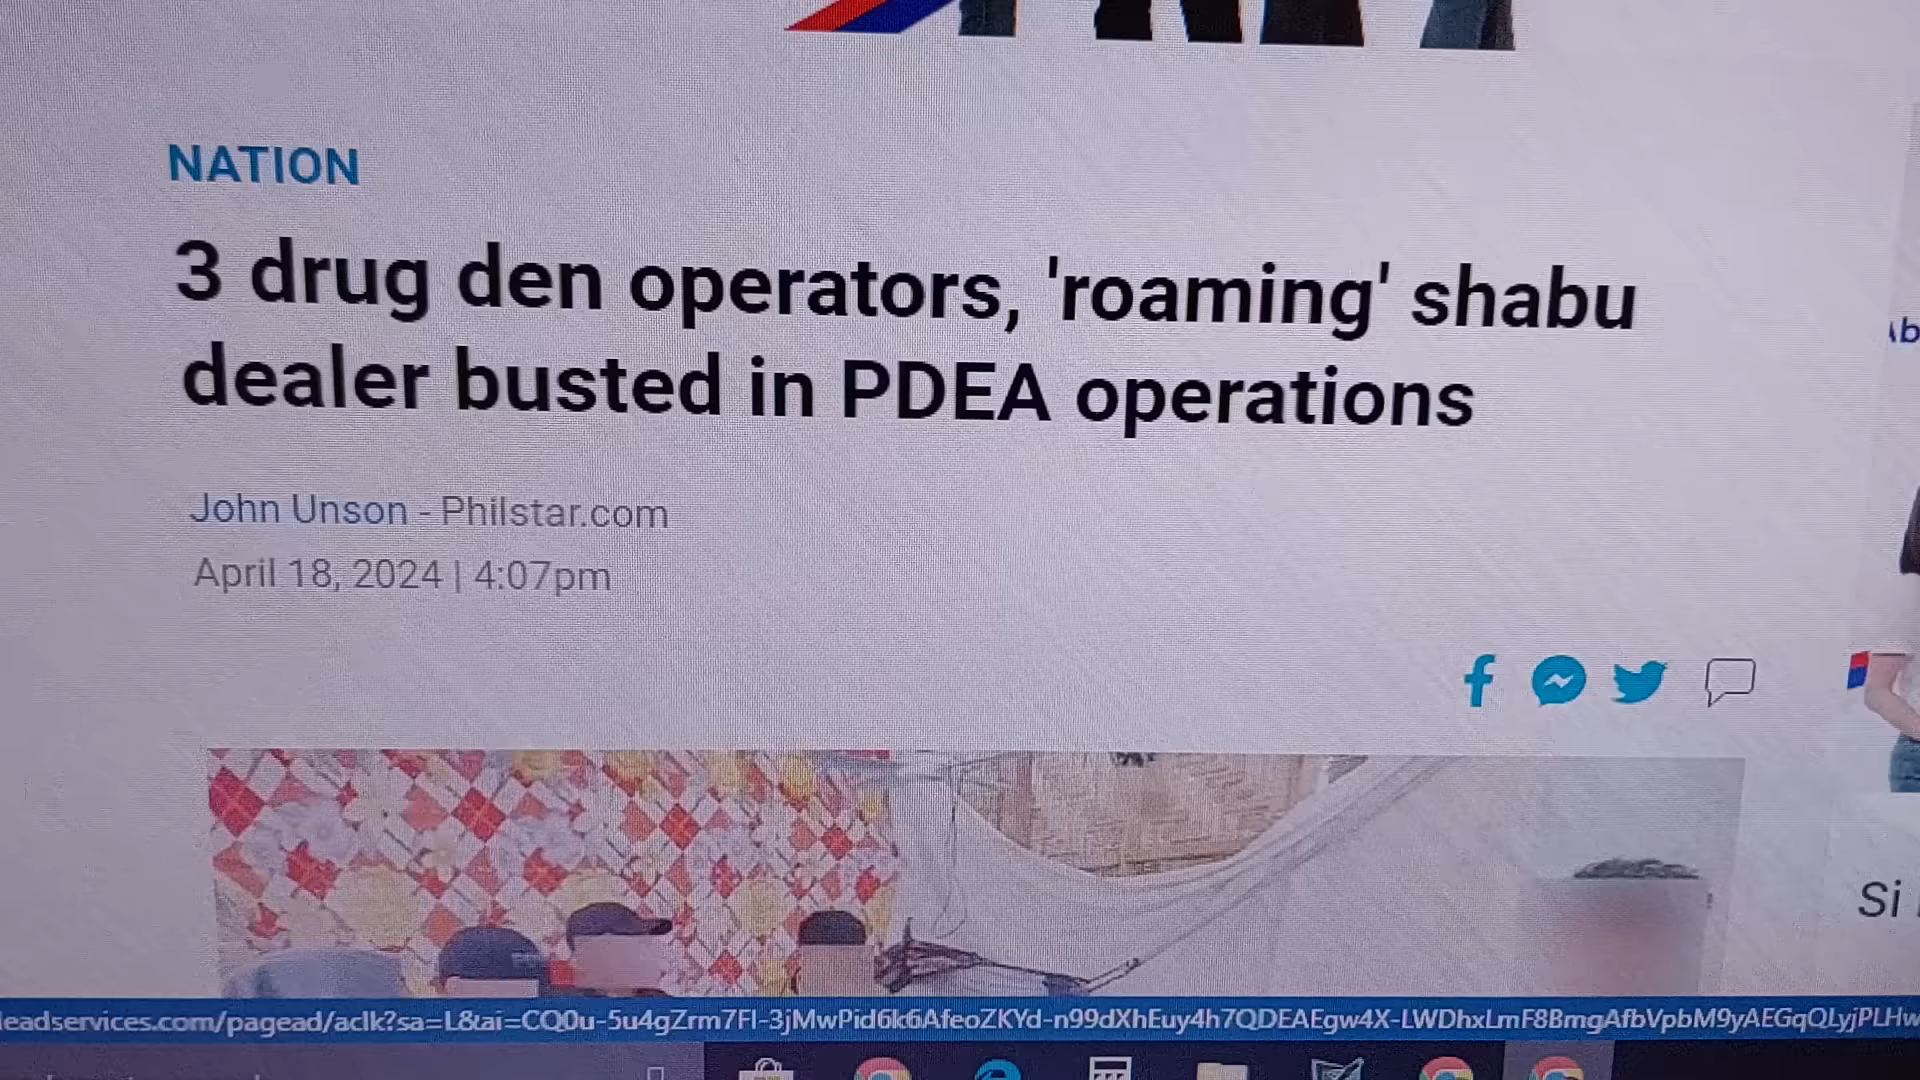 NATION
3 drug den operators, 'roaming' shabu
dealer busted in PDEA operations
John Unson - Philstar.com
April 18, 2024 | 4:07pm
Si
leadservices.com/pagead/aclk?sa=L&ai=CQ0u-5u4gZrm7FI-3jMwPid6k6AfeoZKYd-n99dXhEuy4h7QDEAEgw4X-LWDhxLmF8BmgAfbVpbM9yAEGqQLyjPLHw